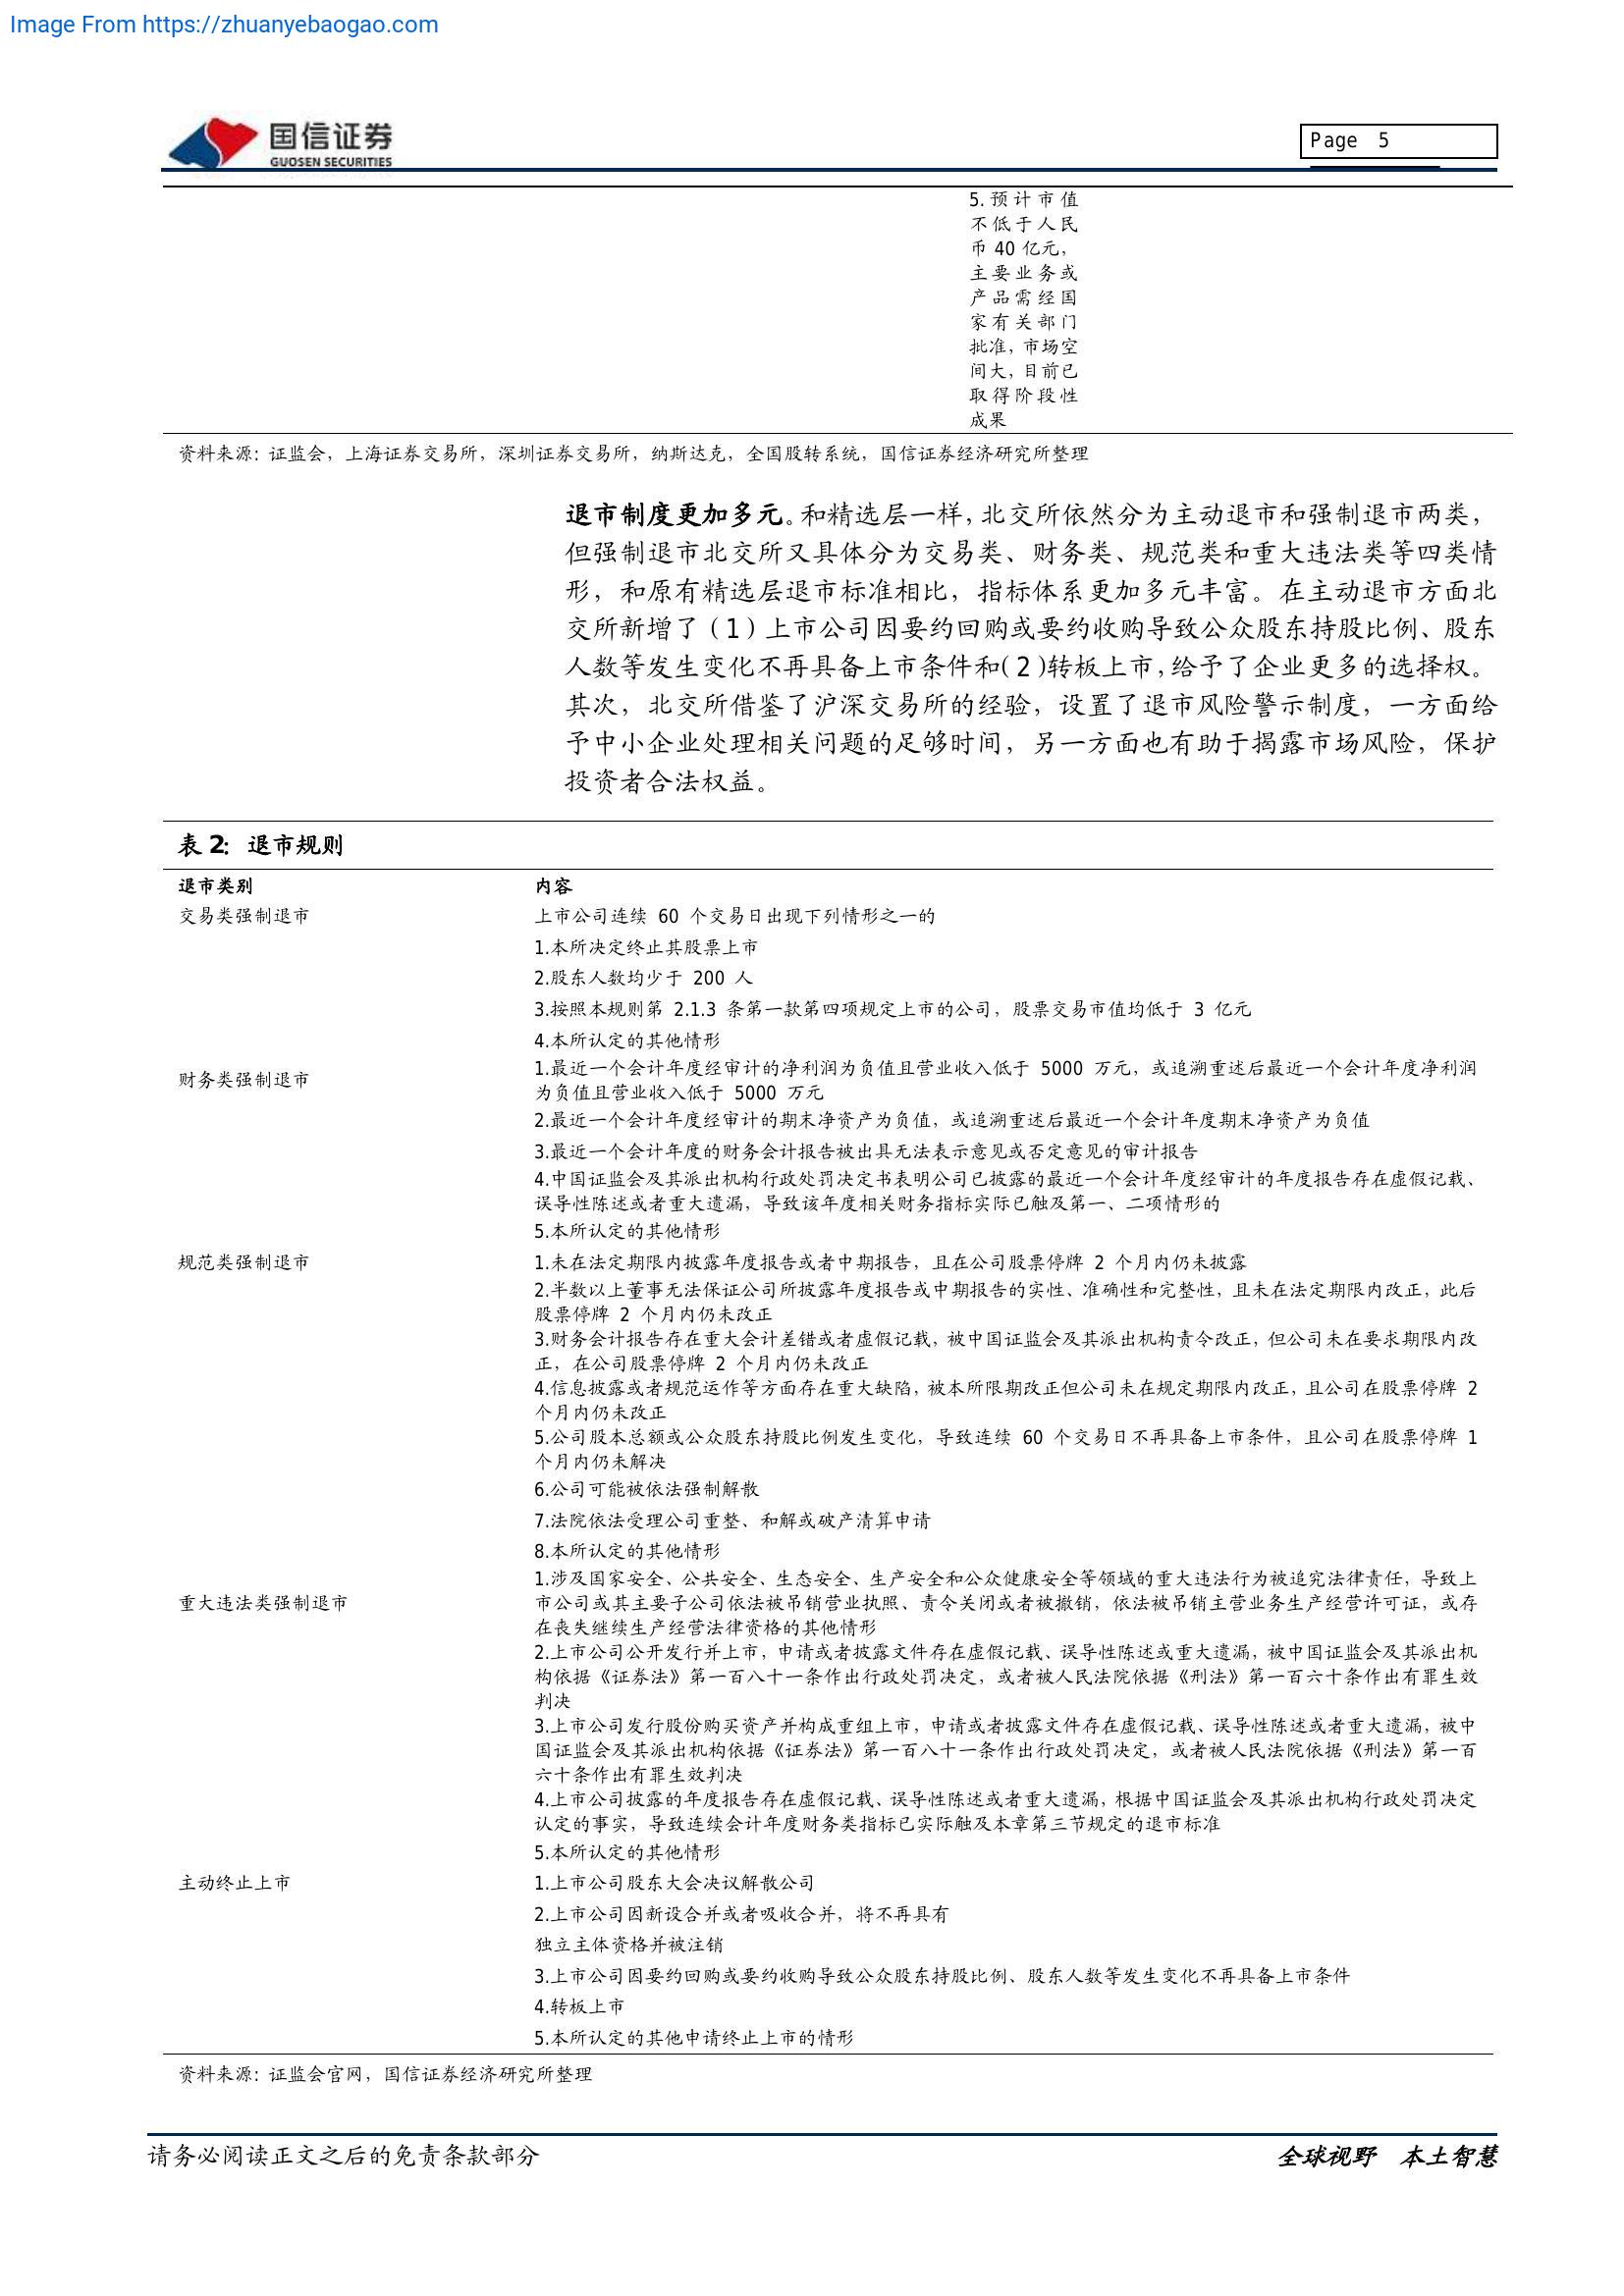 Image From https://zhuanyebaogao.com
国信证券
GUOSEN SECURITIES
Page 5
5. 预计市值
不低于人民
币 40 亿元，
主要业务或
产品需经国
家有关部门
批准，市场空
间大，目前已
取得阶段性
成果
资料来源：证监会，上海证券交易所，深圳证券交易所，纳斯达克，全国股转系统，国信证券经济研究所整理
退市制度更加多元。和精选层一样，北交所依然分为主动退市和强制退市两类，
但强制退市北交所又具体分为交易类、财务类、规范类和重大违法类等四类情
形，和原有精选层退市标准相比，指标体系更加多元丰富。在主动退市方面北
交所新增了（1）上市公司因要约回购或要约收购导致公众股东持股比例、股东
人数等发生变化不再具备上市条件和(2)转板上市，给予了企业更多的选择权。
其次，北交所借鉴了沪深交易所的经验，设置了退市风险警示制度，一方面给
予中小企业处理相关问题的足够时间，另一方面也有助于揭露市场风险，保护
投资者合法权益。
表 2：退市规则
退市类别 内容
交易类强制退市 上市公司连续 60 个交易日出现下列情形之一的
1.本所决定终止其股票上市
2.股东人数均少于 200 人
3.按照本规则第 2.1.3 条第一款第四项规定上市的公司，股票交易市值均低于 3 亿元
4.本所认定的其他情形
财务类强制退市 1.最近一个会计年度经审计的净利润为负值且营业收入低于 5000 万元，或追溯重述后最近一个会计年度净利润
为负值且营业收入低于 5000 万元
2.最近一个会计年度经审计的期末净资产为负值，或追溯重述后最近一个会计年度期末净资产为负值
3.最近一个会计年度的财务会计报告被出具无法表示意见或否定意见的审计报告
4.中国证监会及其派出机构行政处罚决定书表明公司已披露的最近一个会计年度经审计的年度报告存在虚假记载、
误导性陈述或者重大遗漏，导致该年度相关财务指标实际已触及第一、二项情形的
5.本所认定的其他情形
规范类强制退市 1.未在法定期限内披露年度报告或者中期报告，且在公司股票停牌 2 个月内仍未披露
2.半数以上董事无法保证公司所披露年度报告或中期报告的实性、准确性和完整性，且未在法定期限内改正，此后
股票停牌 2 个月内仍未改正
3.财务会计报告存在重大会计差错或者虚假记载，被中国证监会及其派出机构责令改正，但公司未在要求期限内改
正，在公司股票停牌 2 个月内仍未改正
4.信息披露或者规范运作等方面存在重大缺陷，被本所限期改正但公司未在规定期限内改正，且公司在股票停牌 2
个月内仍未改正
5.公司股本总额或公众股东持股比例发生变化，导致连续 60 个交易日不再具备上市条件，且公司在股票停牌 1
个月内仍未解决
6.公司可能被依法强制解散
7.法院依法受理公司重整、和解或破产清算申请
8.本所认定的其他情形
重大违法类强制退市 1.涉及国家安全、公共安全、生态安全、生产安全和公众健康安全等领域的重大违法行为被追究法律责任，导致上
市公司或其主要子公司依法被吊销营业执照、责令关闭或者被撤销，依法被吊销主营业务生产经营许可证，或存
在丧失继续生产经营法律资格的其他情形
2.上市公司公开发行并上市，申请或者披露文件存在虚假记载、误导性陈述或重大遗漏，被中国证监会及其派出机
构依据《证券法》第一百八十一条作出行政处罚决定，或者被人民法院依据《刑法》第一百六十条作出有罪生效
判决
3.上市公司发行股份购买资产并构成重组上市，申请或者披露文件存在虚假记载、误导性陈述或者重大遗漏，被中
国证监会及其派出机构依据《证券法》第一百八十一条作出行政处罚决定，或者被人民法院依据《刑法》第一百
六十条作出有罪生效判决
4.上市公司披露的年度报告存在虚假记载、误导性陈述或者重大遗漏，根据中国证监会及其派出机构行政处罚决定
认定的事实，导致连续会计年度财务类指标已实际触及本章第三节规定的退市标准
5.本所认定的其他情形
主动终止上市 1.上市公司股东大会决议解散公司
2.上市公司因新设合并或者吸收合并，将不再具有
独立主体资格并被注销
3.上市公司因要约回购或要约收购导致公众股东持股比例、股东人数等发生变化不再具备上市条件
4.转板上市
5.本所认定的其他申请终止上市的情形
资料来源：证监会官网，国信证券经济研究所整理
请务必阅读正文之后的免责条款部分 全球视野 本土智慧